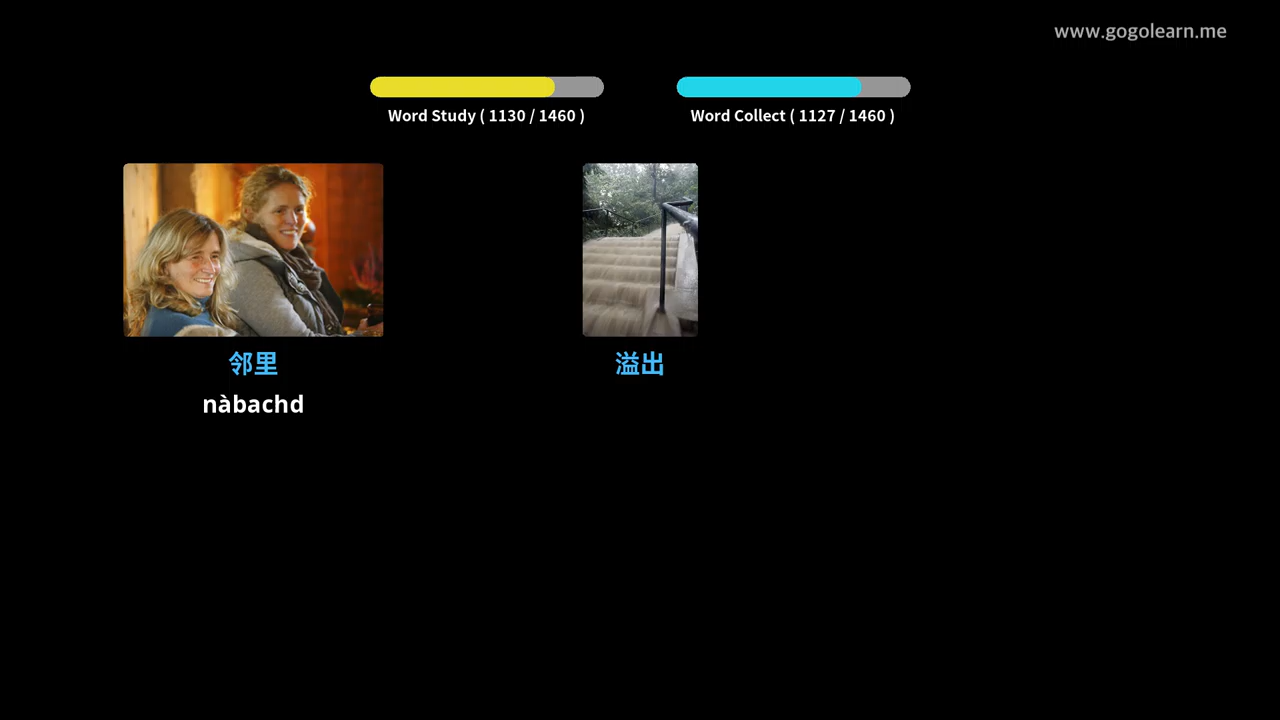 www.gogolearn.me
Word Study ( 1130 / 1460 )
Word Collect ( 1127 / 1460 )
邻里
溢出
nàbachd